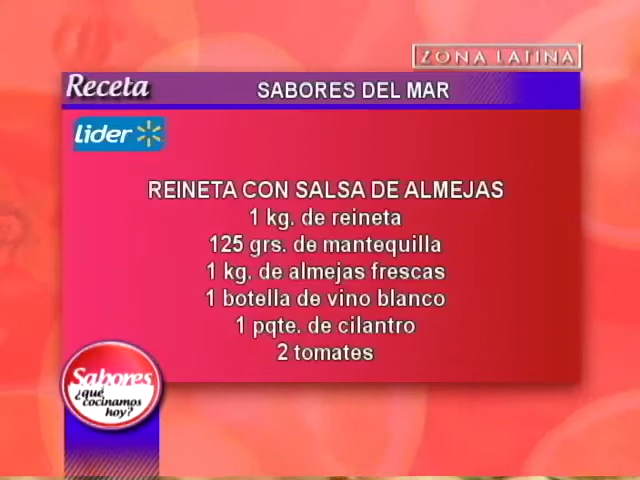 ZONA LATINA
Receta
SABORES DEL MAR
lider
REINETA CON SALSA DE ALMEJAS
1 kg. de reineta
125 grs. de mantequilla
1 kg. de almejas frescas
1 botella de vino blanco
1 pqte. de cilantro
2 tomates
Sabores
¿qué
cocinamos
hoy?